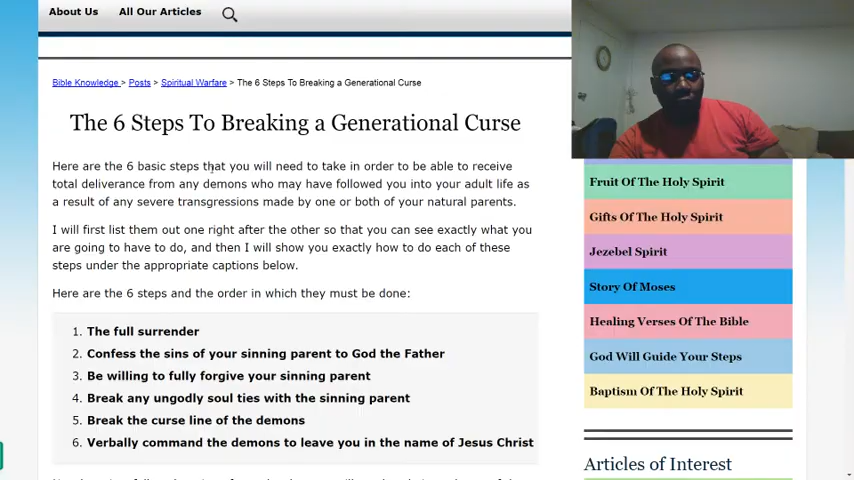 About Us
All Our Articles
Bible Knowledge > Posts > Spiritual Warfare > The 6 Steps To Breaking a Generational Curse
The 6 Steps To Breaking a Generational Curse
Here are the 6 basic steps that you will need to take in order to be able to receive
total deliverance from any demons who may have followed you into your adult life as
a result of any severe transgressions made by one or both of your natural parents.
I will first list them out one right after the other so that you can see exactly what you
are going to have to do, and then I will show you exactly how to do each of these
steps under the appropriate captions below.
Here are the 6 steps and the order in which they must be done:
1. The full surrender
2. Confess the sins of your sinning parent to God the Father
3. Be willing to fully forgive your sinning parent
4. Break any ungodly soul ties with the sinning parent
5. Break the curse line of the demons
6. Verbally command the demons to leave you in the name of Jesus Christ
Fruit Of The Holy Spirit
Gifts Of The Holy Spirit
Jezebel Spirit
Story Of Moses
Healing Verses Of The Bible
God Will Guide Your Steps
Baptism Of The Holy Spirit
Articles of Interest